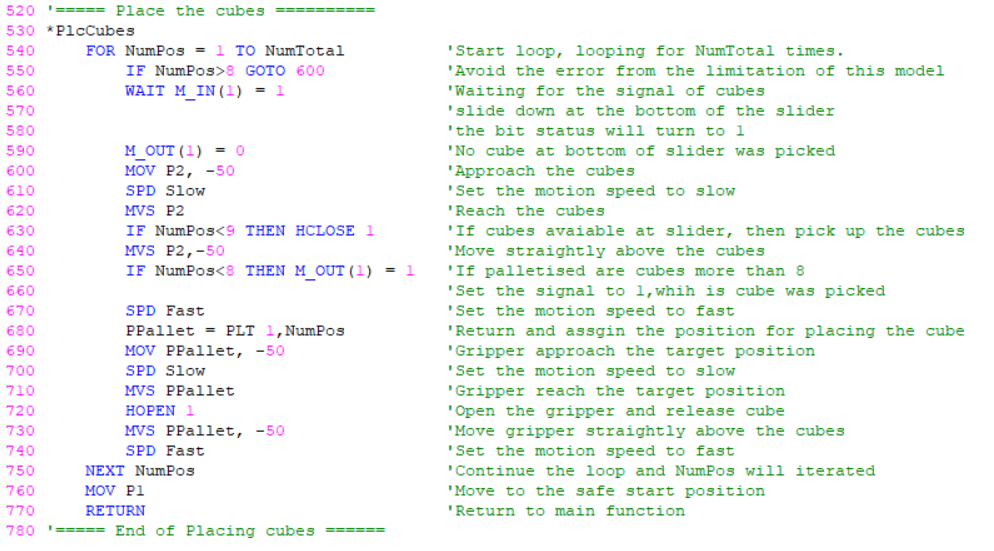 520 '===== Place the cubes ==========
530 *PlcCubes
540 FOR NumPos = 1 TO NumTotal 'Start loop, looping for NumTotal times.
550 IF NumPos>8 GOTO 600 'Avoid the error from the limitation of this model
560 WAIT M_IN(1) = 1 'Waiting for the signal of cubes
570 'slide down at the bottom of the slider
580 'the bit status will turn to 1
590 M_OUT(1) = 0 'No cube at bottom of slider was picked
600 MOV P2, -50 'Approach the cubes
610 SPD Slow 'Set the motion speed to slow
620 MVS P2 'Reach the cubes
630 IF NumPos<9 THEN HCLOSE 1 'If cubes avaiable at slider, then pick up the cubes
640 MVS P2,-50 'Move straightly above the cubes
650 IF NumPos<8 THEN M_OUT(1) = 1 'If palletised are cubes more than 8
660 'Set the signal to 1,whih is cube was picked
670 SPD Fast 'Set the motion speed to fast
680 PPallet = PLT 1,NumPos 'Return and assgin the position for placing the cube
690 MOV PPallet, -50 'Gripper approach the target position
700 SPD Slow 'Set the motion speed to slow
710 MVS PPallet 'Gripper reach the target position
720 HOPEN 1 'Open the gripper and release cube
730 MVS PPallet, -50 'Move gripper straightly above the cubes
740 SPD Fast 'Set the motion speed to fast
750 NEXT NumPos 'Continue the loop and NumPos will iterated
760 MOV P1 'Move to the safe start position
770 RETURN 'Return to main function
780 '===== End of Placing cubes ======